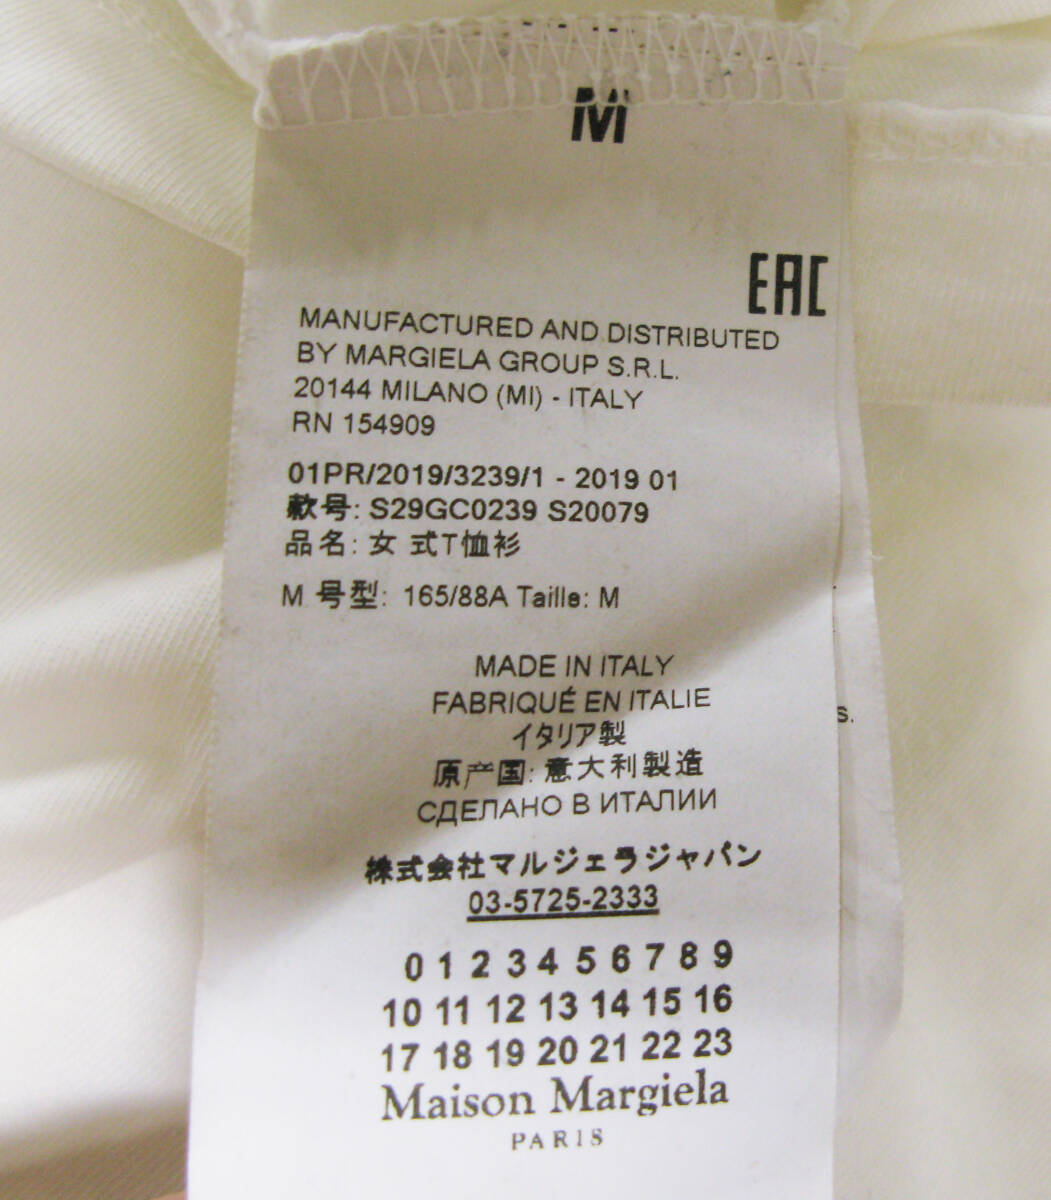 M
EAC
MANUFACTURED AND DISTRIBUTED
BY MARGIELA GROUP S.R.L.
20144 MILANO (MI) - ITALY
RN 154909
01PR/2019/3239/1 - 2019 01
款号: S29GC0239 S20079
品名: 女 式T恤衫
M 号型: 165/88A Taille: M
MADE IN ITALY
FABRIQUÉ EN ITALIE
イタリア製
原产国: 意大利製造
СДЕЛАНО В ИТАЛИИ
株式会社マルジェラジャパン
03-5725-2333
0 1 2 3 4 5 6 7 8 9
10 11 12 13 14 15 16
17 18 19 20 21 22 23
Maison Margiela
PARIS
s.